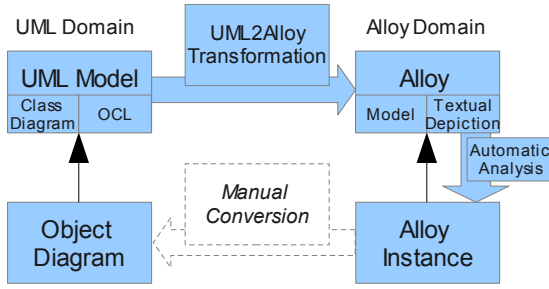 UML Domain
UML2Alloy
Transformation
Alloy Domain
UML Model
Class
Diagram
OCL
Alloy
Model
Textual
Depiction
Automatic
Analysis
Manual
Conversion
Object
Diagram
Alloy
Instance